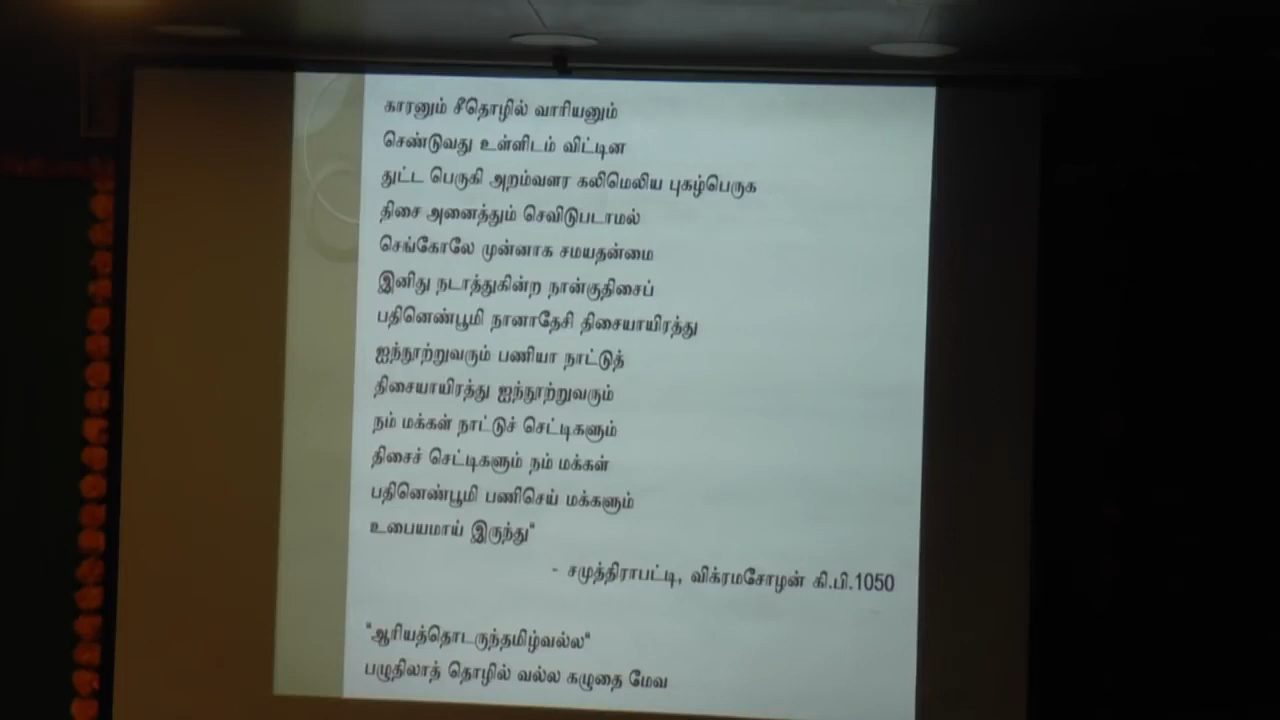 காரனும் சீதொழில் வாரியனும்
செண்டுவது உள்ளிடம் விட்டின
துட்ட பெருகி அறம்வளர கலிமெலிய புகழ்பெருக
திசை அனைத்தும் செவிடுபடாமல்
செங்கோலே முன்னாக சமயதன்மை
இனிது நடாத்துகின்ற நான்குதிசைப்
பதினெண்பூமி நானாதேசி திசையாயிரத்து
ஐந்நூற்றுவரும் பணியா நாட்டுத்
திசையாயிரத்து ஐந்நூற்றுவரும்
நம் மக்கள் நாட்டுச் செட்டிகளும்
திசைச் செட்டிகளும் நம் மக்கள்
பதினெண்பூமி பணிசெய் மக்களும்
உபையமாய் இருந்து"
- சமுத்திராபட்டி, விக்ரமசோழன் கி.பி.1050
"ஆரியத்தொடருந்தமிழ்வல்ல"
பழுதிலாத் தொழில் வல்ல கழுதை மேவ